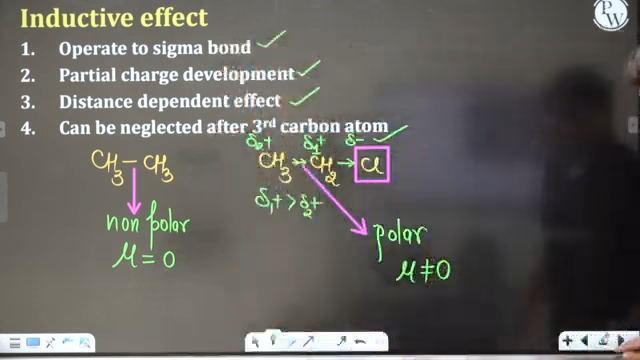 Inductive effect
PW
1. Operate to sigma bond
2. Partial charge development
3. Distance dependent effect
4. Can be neglected after 3rd carbon atom
δ2+ δ1+ δ-
CH3 - CH3
CH3 → CH2 → Cl
δ1+ > δ2+
non polar
μ = 0
polar
μ ≠ 0